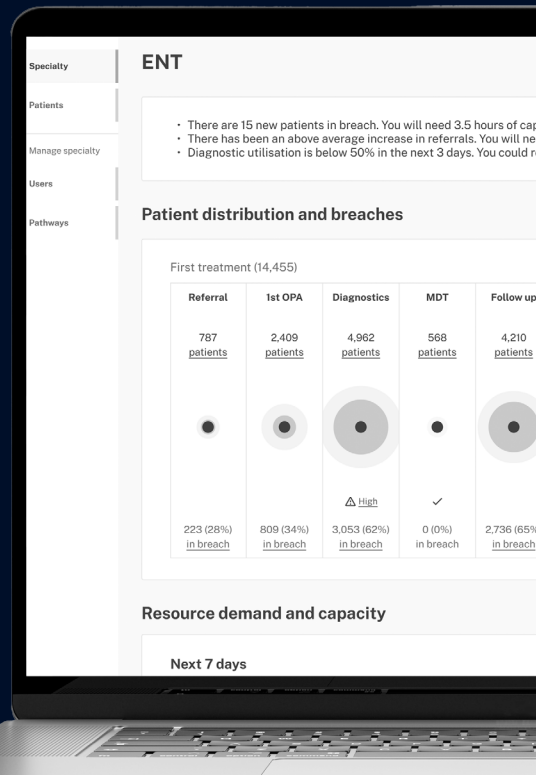 Specialty
Patients
Manage specialty
Users
Pathways
ENT
• There are 15 new patients in breach. You will need 3.5 hours of
• There has been an above average increase in referrals. You will
• Diagnostic utilisation is below 50% in the next 3 days. You could
Patient distribution and breaches
First treatment (14,455)
Referral 1st OPA Diagnostics MDT Follow up
787 2,409 4,962 568 4,210
patients patients patients patients patients
High
223 (28%) 809 (34%) 3,053 (62%) 0 (0%) 2,736 (65%
in breach in breach in breach in breach in breach
Resource demand and capacity
Next 7 days